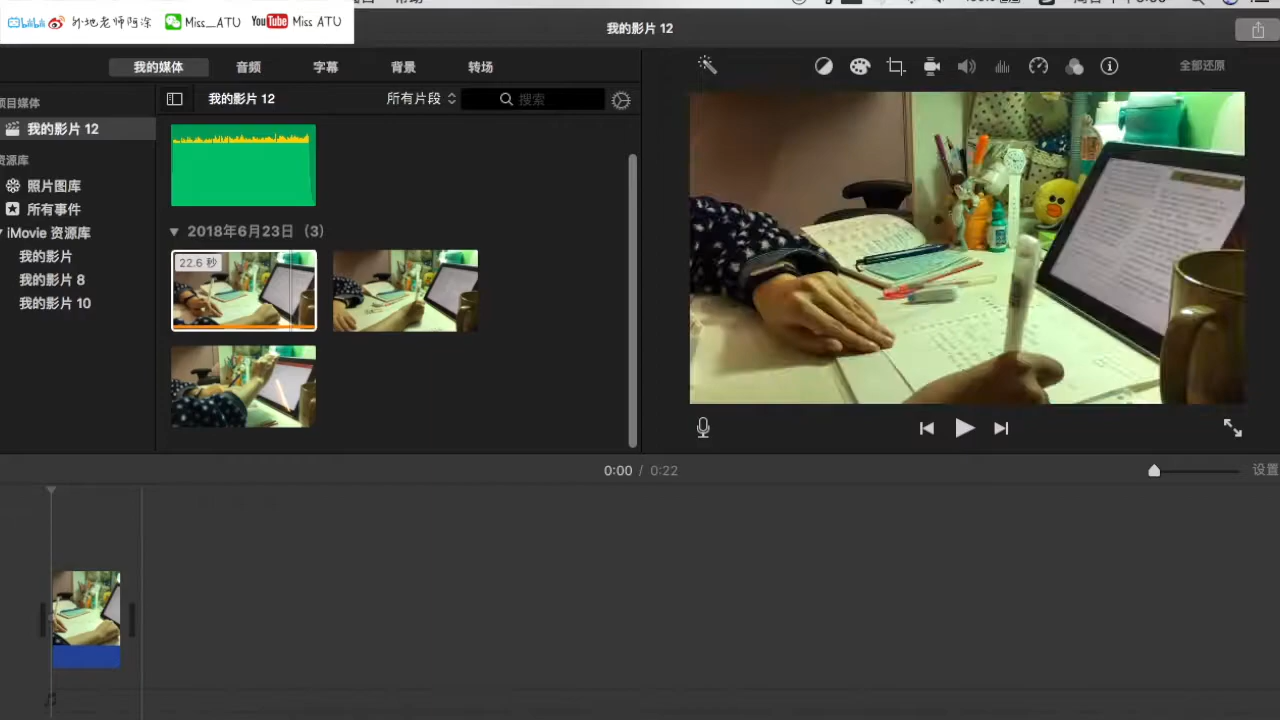 bilibili 外地老师阿涂 Miss_ATU YouTube Miss ATU
我的影片 12
我的媒体 音频 字幕 背景 转场
全部还原
项目媒体
我的影片 12
所有片段
搜索
我的影片 12
资源库
照片图库
所有事件
iMovie 资源库
我的影片
我的影片 8
我的影片 10
2018年6月23日 (3)
22.6 秒
0:00 / 0:22
设置